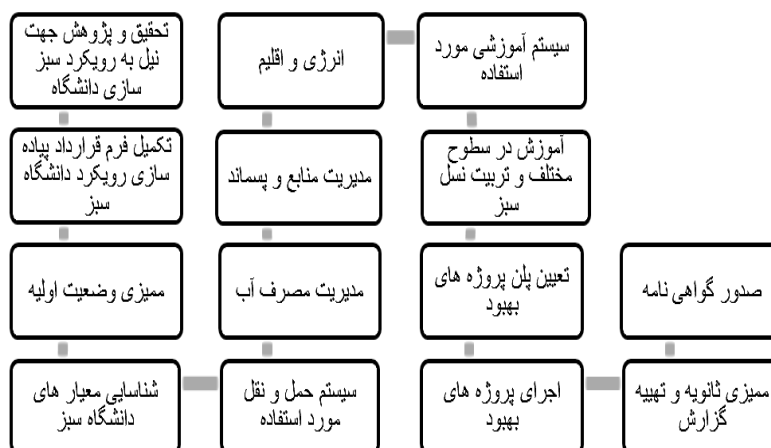 تحقیق و پژوهش جهت
نیل به رویکرد سبز
سازی دانشگاه
تکمیل فرم قرارداد پیاده
سازی رویکرد دانشگاه
سبز
ممیزی وضعیت اولیه
شناسایی معیار های
دانشگاه سبز
سیستم حمل و نقل
مورد استفاده
مدیریت مصرف آب
مدیریت منابع و پسماند
انرژی و اقلیم
سیستم آموزشی مورد
استفاده
آموزش در سطوح
مختلف و تربیت نسل
سبز
تعیین پلن پروژه های
بهبود
اجرای پروژه های
بهبود
ممیزی ثانویه و تهییه
گزارش
صدور گواهی نامه